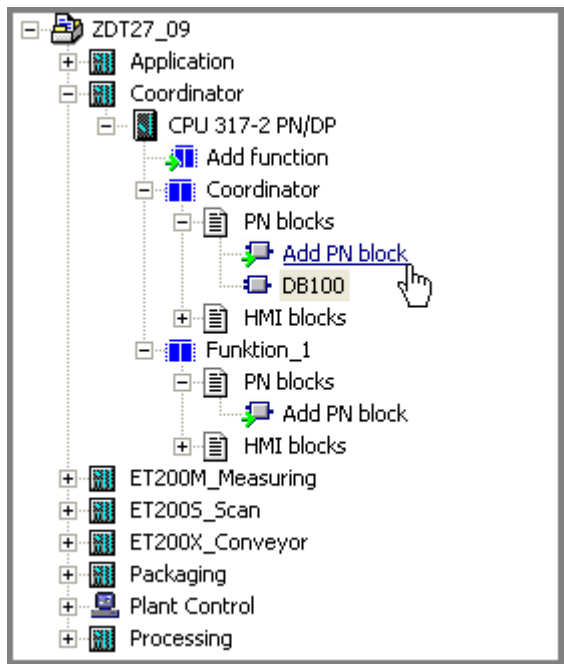 ZDT27_09
Application
Coordinator
CPU 317-2 PN/DP
Add function
Coordinator
PN blocks
Add PN block
DB100
HMI blocks
Funktion_1
PN blocks
Add PN block
HMI blocks
ET200M_Measuring
ET200S_Scan
ET200X_Conveyor
Packaging
Plant Control
Processing